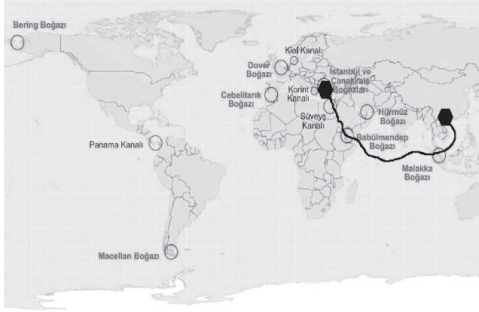 Bering Boğazı
Kiel Kanalı
Dover
Boğazı
İstanbul ve
Çanakkale
Boğazları
Cebelitarık
Boğazı
Korint
Kanalı
Hürmüz
Boğazı
Süveyş
Kanalı
Panama Kanalı
Babülmendep
Boğazı
Malakka
Boğazı
Macellan Boğazı